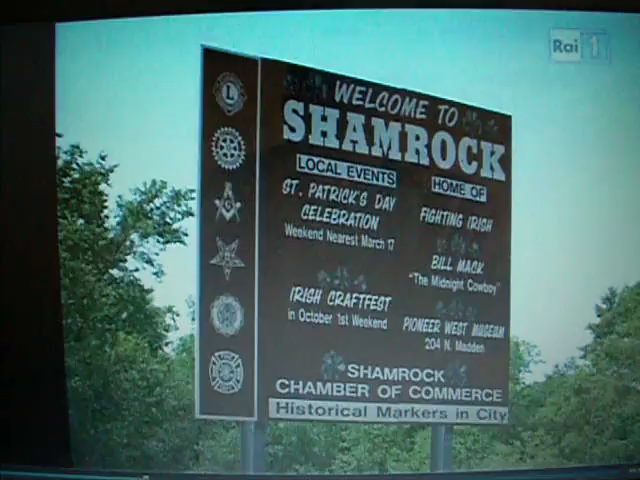 Rai 1
WELCOME TO
SHAMROCK
LOCAL EVENTS
ST. PATRICK'S DAY
CELEBRATION
Weekend Nearest March 17
IRISH CRAFTFEST
in October 1st Weekend
HOME OF
FIGHTING IRISH
BILL MACK
"The Midnight Cowboy"
PIONEER WEST MUSEUM
204 N. Madden
SHAMROCK
CHAMBER OF COMMERCE
Historical Markers in City
L
G